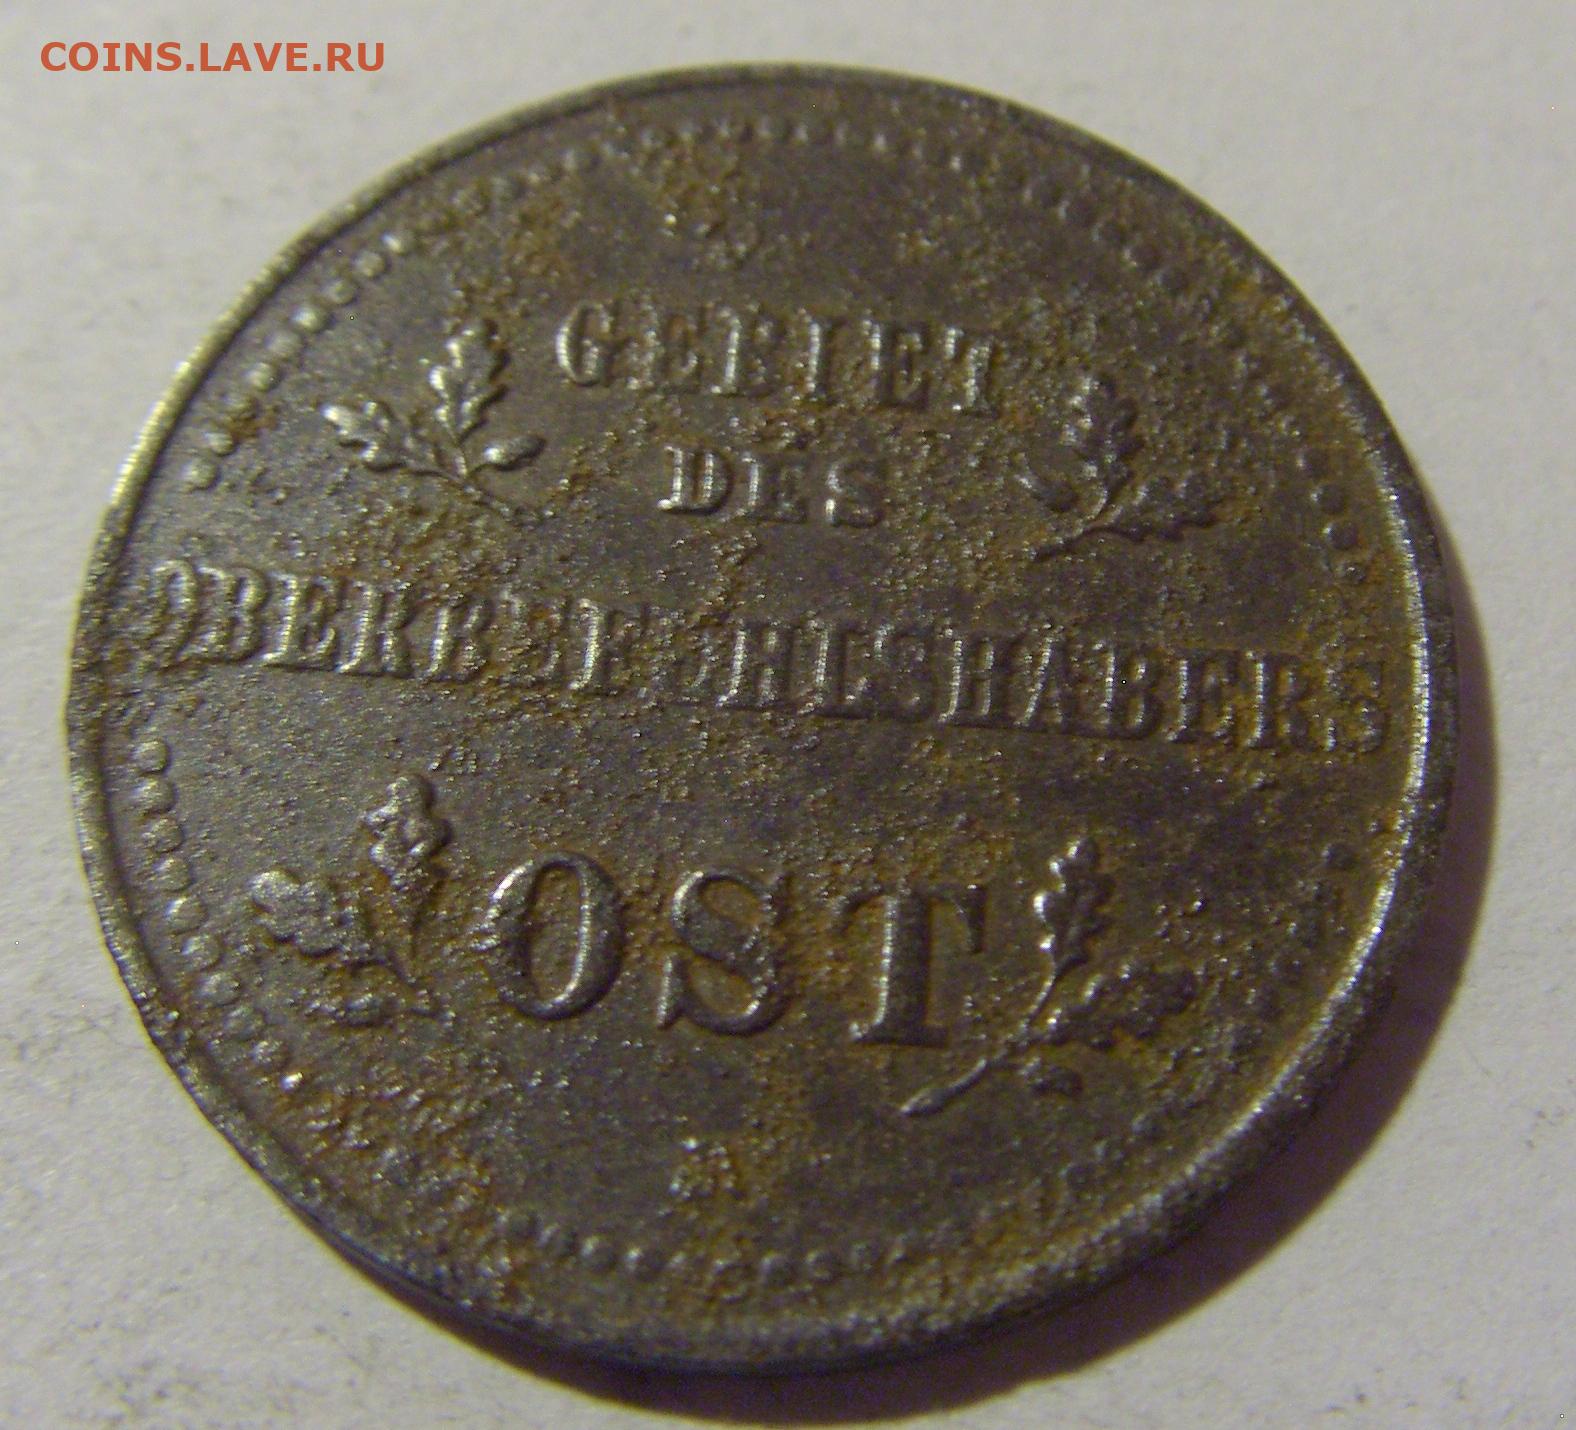 COINS.LAVE.RU
GEBIET
DES
OBERBEFEHLSHABERS
OST